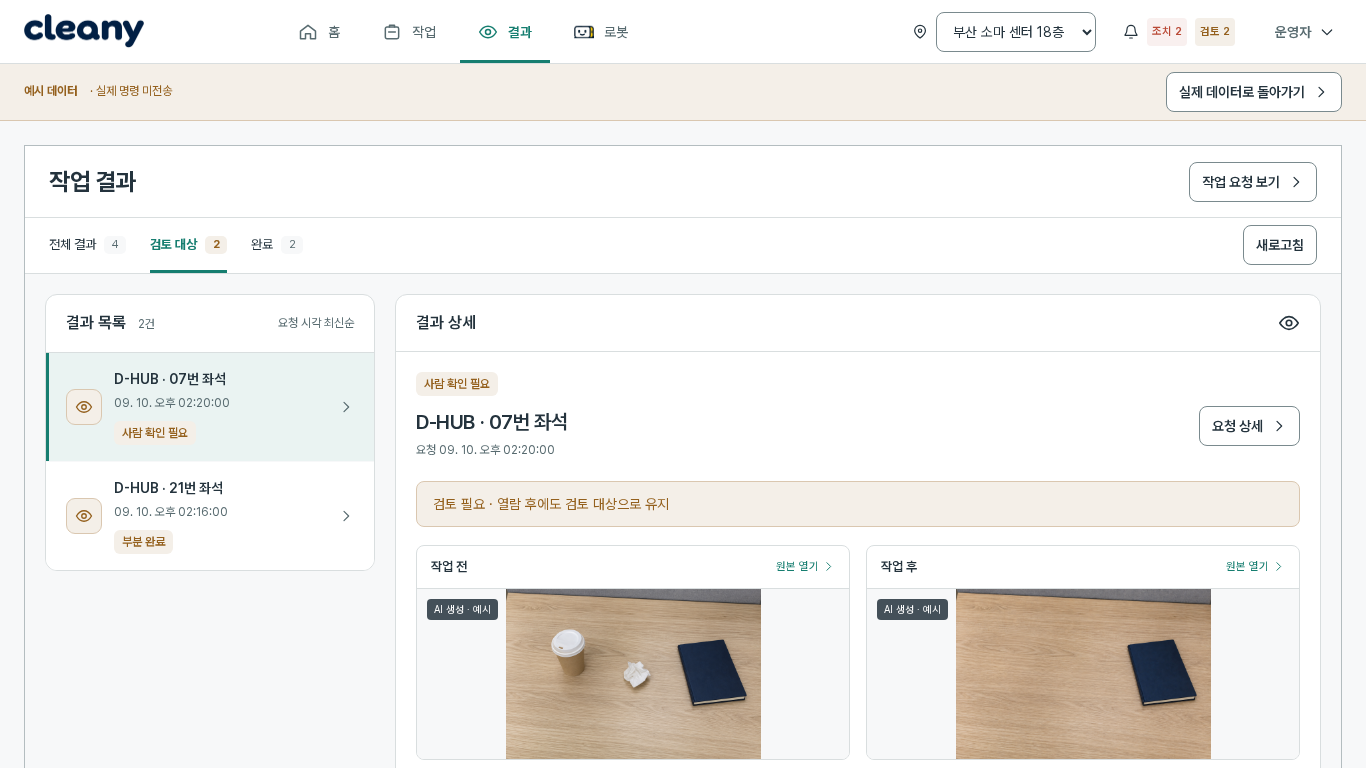 cleany
홈
작업
결과
로봇
부산 소마 센터 18층
조치 2
검토 2
운영자
예시 데이터 · 실제 명령 미전송
실제 데이터로 돌아가기
작업 결과
작업 요청 보기
전체 결과 4
검토 대상 2
완료 2
새로고침
결과 목록 2건
요청 시각 최신순
D-HUB · 07번 좌석
09. 10. 오후 02:20:00
사람 확인 필요
D-HUB · 21번 좌석
09. 10. 오후 02:16:00
부분 완료
결과 상세
사람 확인 필요
D-HUB · 07번 좌석
요청 09. 10. 오후 02:20:00
요청 상세
검토 필요 · 열람 후에도 검토 대상으로 유지
작업 전
원본 열기
AI 생성 · 예시
작업 후
원본 열기
AI 생성 · 예시